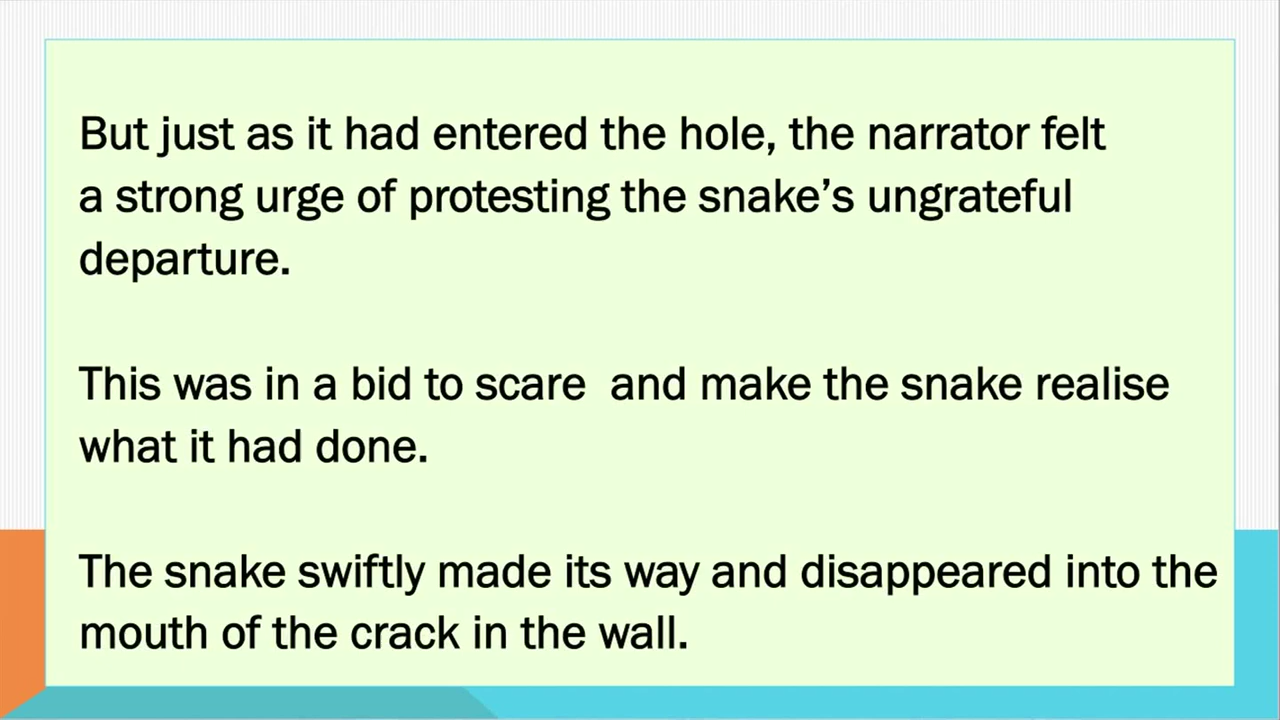 But just as it had entered the hole, the narrator felt
a strong urge of protesting the snake’s ungrateful
departure.
This was in a bid to scare  and make the snake realise
what it had done.
The snake swiftly made its way and disappeared into the
mouth of the crack in the wall.